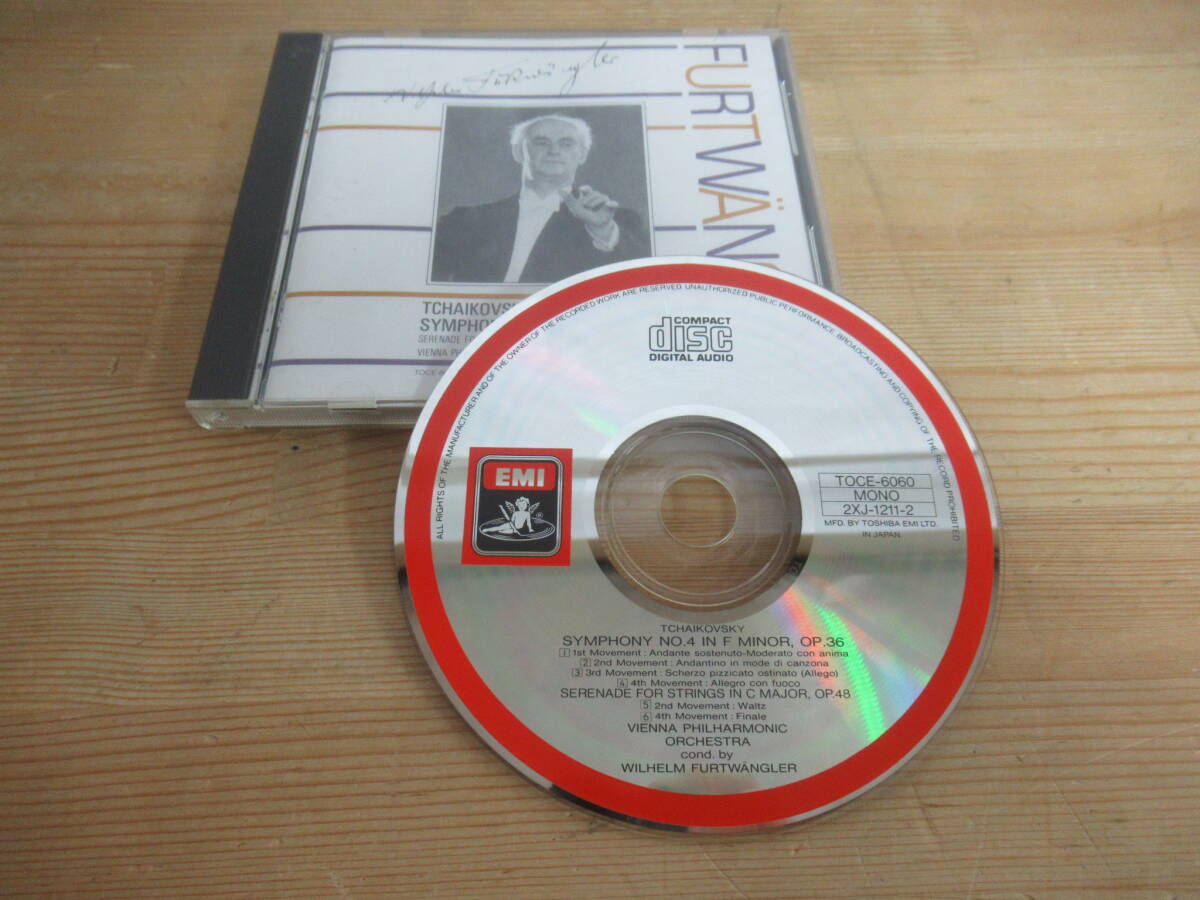 Wilhelm Furtwängler
FURTWÄN
TCHAIKOVS
SYMPHO
SERENADE FO
VIENNA PH
TOCE-6
ALL RIGHTS OF THE MANUFACTURER AND OF THE OWNER OF THE RECORDED WORK ARE RESERVED. UNAUTHORIZED PUBLIC PERFORMANCE, BROADCASTING AND COPYING OF THE RECORD PROHIBITED
COMPACT
disc
DIGITAL AUDIO
EMI
TOCE-6060
MONO
2XJ-1211-2
MFD. BY TOSHIBA EMI LTD.
IN JAPAN
TCHAIKOVSKY
SYMPHONY NO.4 IN F MINOR, OP.36
1 1st Movement : Andante sostenuto-Moderato con anima
2 2nd Movement : Andantino in mode di canzona
3 3rd Movement : Scherzo pizzicato ostinato (Allego)
4 4th Movement : Allegro con fuoco
SERENADE FOR STRINGS IN C MAJOR, OP.48
5 2nd Movement : Waltz
6 4th Movement : Finale
VIENNA PHILHARMONIC
ORCHESTRA
cond. by
WILHELM FURTWÄNGLER